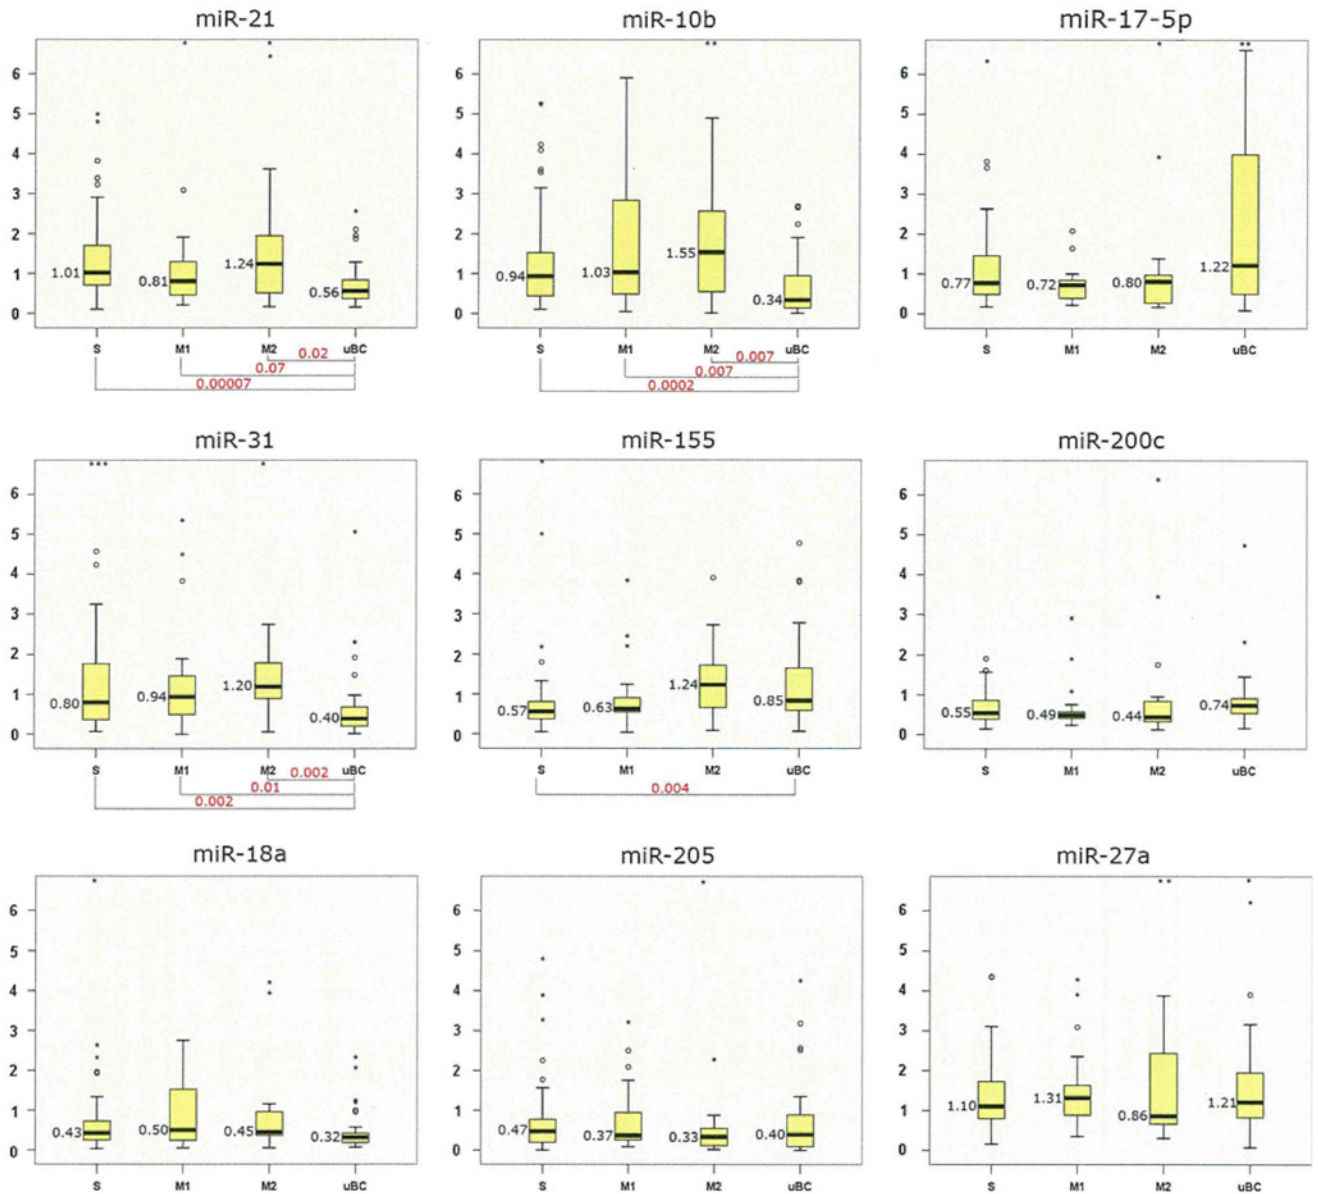 miR-21 miR-10b miR-17-5p
6 6 6
5 5 5
4 4 4
3 3 3
2 2 2
1 1 1
0 0 0
1.01 0.81 1.24 0.56 0.94 1.03 1.55 0.34 0.77 0.72 0.80 1.22
S M1 M2 uBC S M1 M2 uBC S M1 M2 uBC
0.02 0.007
0.07 0.007
0.00007 0.0002
miR-31 miR-155 miR-200c
6 6 6
5 5 5
4 4 4
3 3 3
2 2 2
1 1 1
0 0 0
0.80 0.94 1.20 0.40 0.57 0.63 1.24 0.85 0.55 0.49 0.44 0.74
S M1 M2 uBC S M1 M2 uBC S M1 M2 uBC
0.002
0.01 0.004
0.002
miR-18a miR-205 miR-27a
6 6 6
5 5 5
4 4 4
3 3 3
2 2 2
1 1 1
0 0 0
0.43 0.50 0.45 0.32 0.47 0.37 0.33 0.40 1.10 1.31 0.86 1.21
S M1 M2 uBC S M1 M2 uBC S M1 M2 uBC